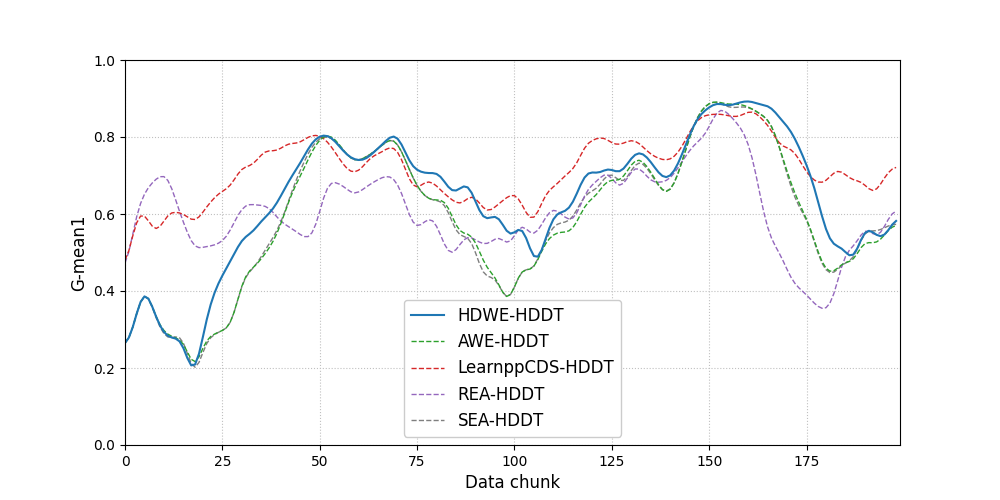 1.0
0.8
0.6
0.4
0.2
0.0
G-mean1
HDWE-HDDT
AWE-HDDT
LearnppCDS-HDDT
REA-HDDT
SEA-HDDT
0 25 50 75 100 125 150 175
Data chunk